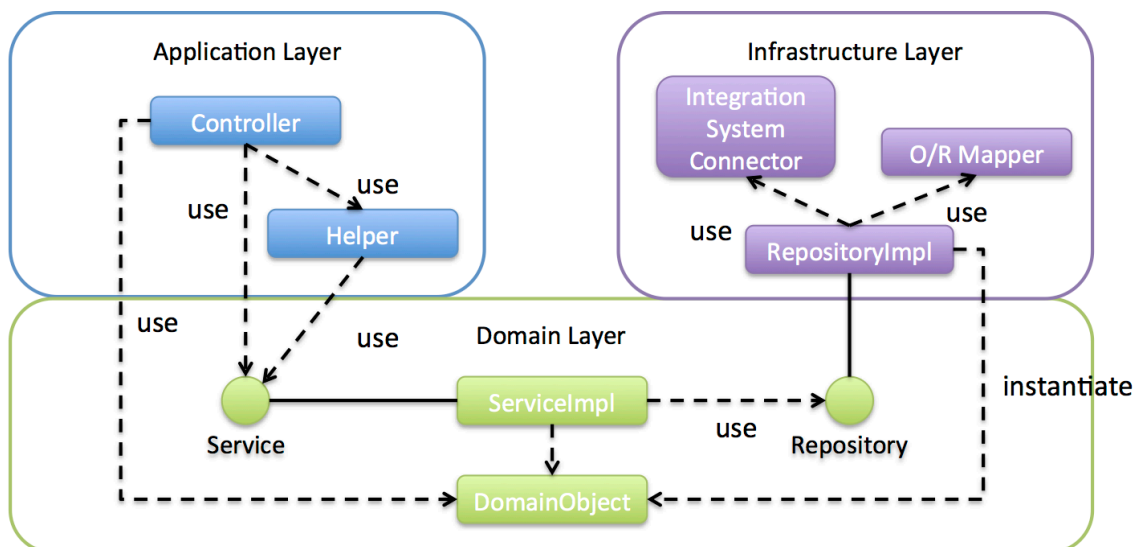 Application Layer
Infrastructure Layer
Controller
Integration
System
Connector
O/R Mapper
use
use
Helper
use
use
RepositoryImpl
use
use
Domain Layer
instantiate
ServiceImpl
use
Service
Repository
DomainObject